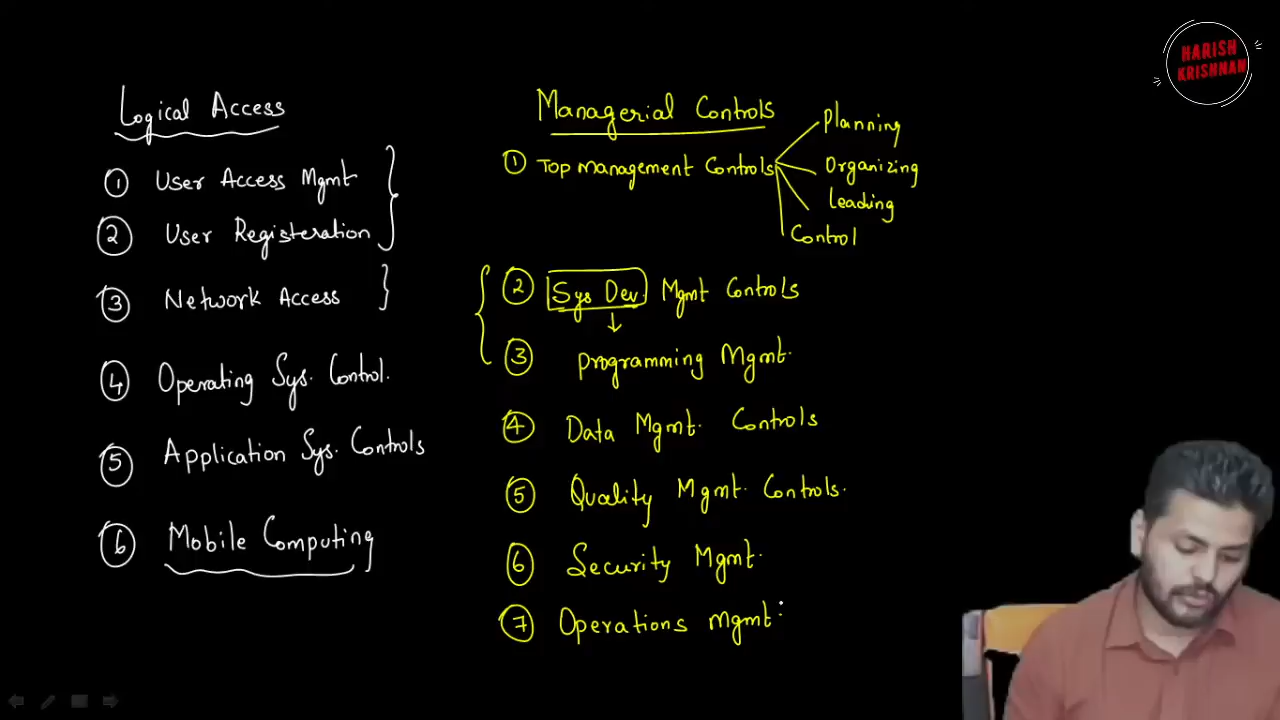 HARISH
KRISHNAN
Logical Access
1 User Access Mgmt
2 User Registeration
3 Network Access
4 Operating Sys. Control.
5 Application Sys. Controls
6 Mobile Computing
Managerial Controls
1 Top management Controls
Planning
Organizing
Leading
Control
2 Sys Dev Mgmt Controls
3 programming Mgmt.
4 Data Mgmt. Controls
5 Quality Mgmt. Controls.
6 Security Mgmt.
7 Operations Mgmt.